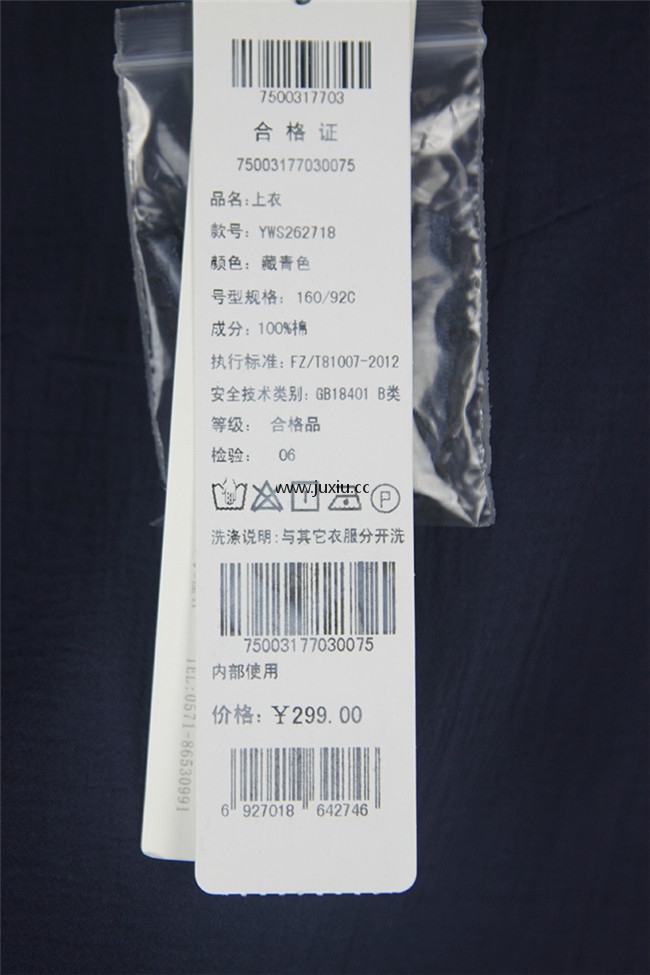 7500317703
合格证
75003177030075
品名:上衣
款号: YWS262718
颜色: 藏青色
号型规格: 160/92C
成分: 100%棉
执行标准: FZ/T81007-2012
安全技术类别: GB18401 B类
等级: 合格品
检验: 06
www.juxiu.cc
P
洗涤说明:与其它衣服分开洗
75003177030075
内部使用
价格: ￥299.00
6 927018 642746
TEL:0571-86530991